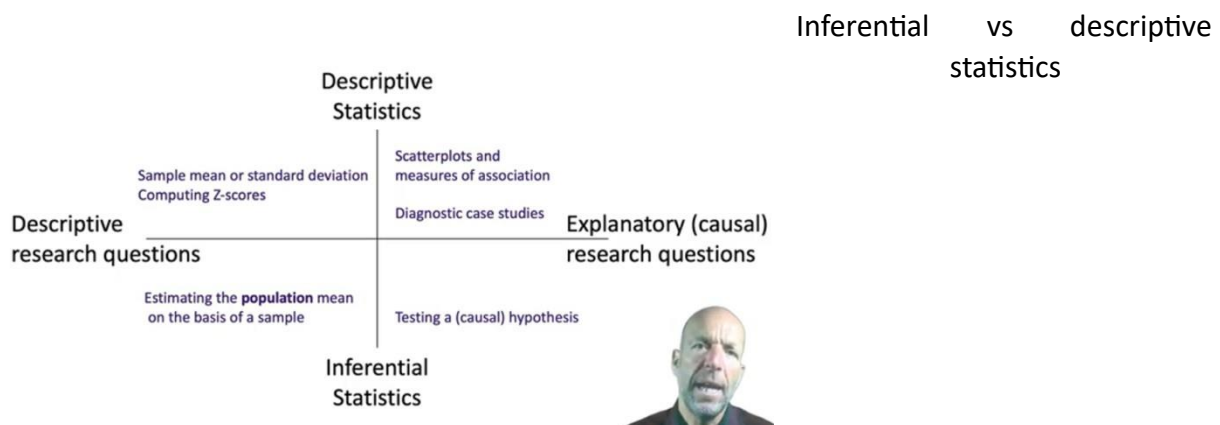 Inferential vs descriptive
statistics
Descriptive
Statistics
Sample mean or standard deviation
Computing Z-scores
Scatterplots and
measures of association
Diagnostic case studies
Descriptive
research questions
Explanatory (causal)
research questions
Estimating the population mean
on the basis of a sample
Testing a (causal) hypothesis
Inferential
Statistics